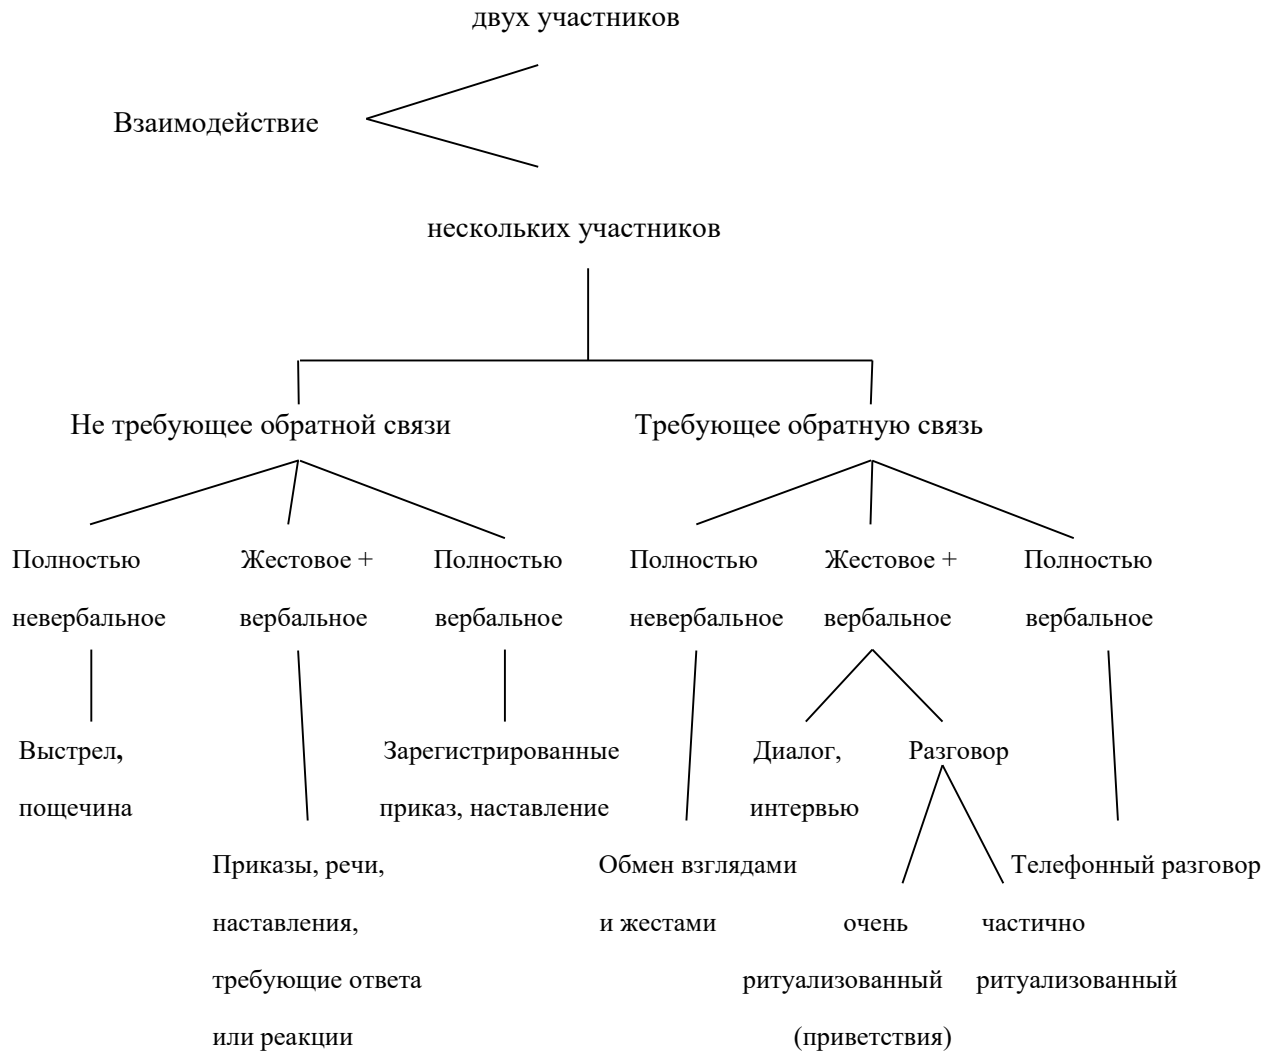 двух участников
Взаимодействие
нескольких участников
Не требующее обратной связи
Требующее обратную связь
Полностью
невербальное
Жестовое +
вербальное
Полностью
вербальное
Полностью
невербальное
Жестовое +
вербальное
Полностью
вербальное
Выстрел,
пощечина
Зарегистрированные
приказ, наставление
Диалог,
интервью
Разговор
Приказы, речи,
наставления,
требующие ответа
или реакции
Обмен взглядами
и жестами
очень
ритуализованный
(приветствия)
частично
ритуализованный
Телефонный разговор